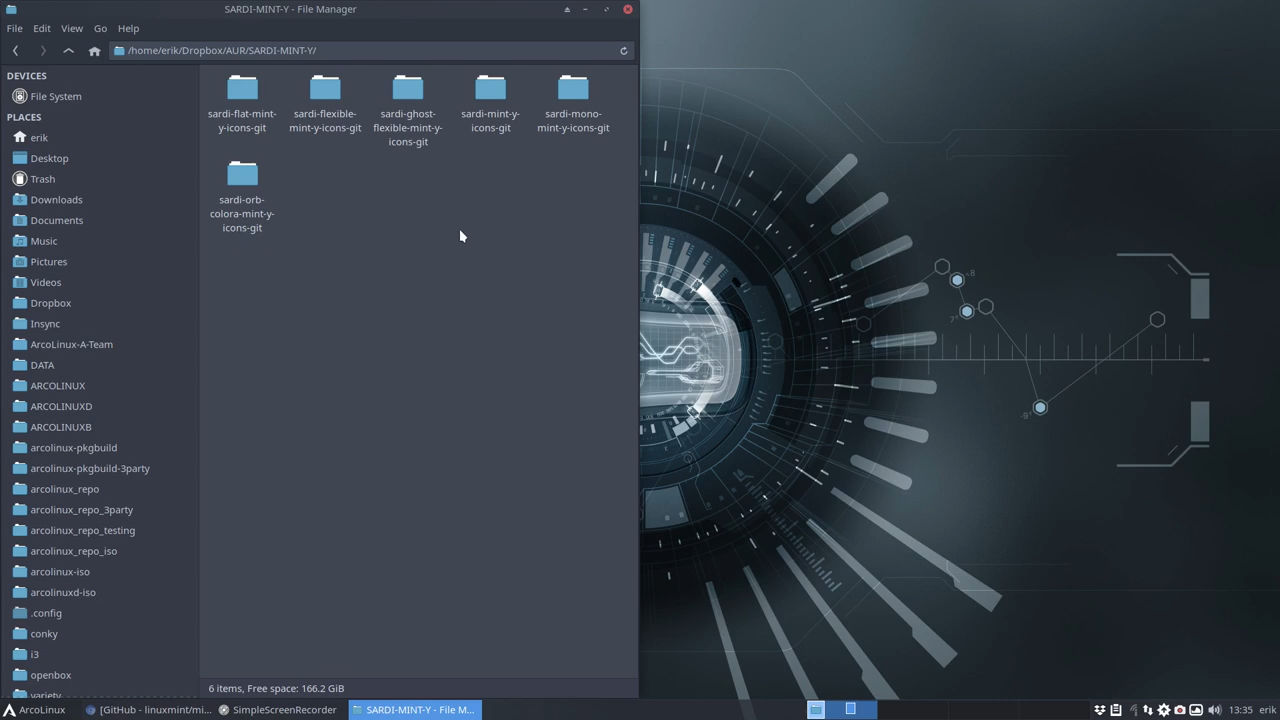 SARDI-MINT-Y - File Manager
File Edit View Go Help
/home/erik/Dropbox/AUR/SARDI-MINT-Y/
DEVICES
File System
PLACES
erik
Desktop
Trash
Downloads
Documents
Music
Pictures
Videos
Dropbox
Insync
ArcoLinux-A-Team
DATA
ARCOLINUX
ARCOLINUXD
ARCOLINUXB
arcolinux-pkgbuild
arcolinux-pkgbuild-3party
arcolinux_repo
arcolinux_repo_3party
arcolinux_repo_testing
arcolinux_repo_iso
arcolinux-iso
arcolinuxd-iso
.config
conky
i3
openbox
variety
sardi-flat-mint-
y-icons-git
sardi-flexible-
mint-y-icons-git
sardi-ghost-
flexible-mint-y-
icons-git
sardi-mint-y-
icons-git
sardi-mono-
mint-y-icons-git
sardi-orb-
colora-mint-y-
icons-git
6 items, Free space: 166.2 GiB
ArcoLinux
[GitHub - linuxmint/mi...
SimpleScreenRecorder
SARDI-MINT-Y - File M...
13:35 erik